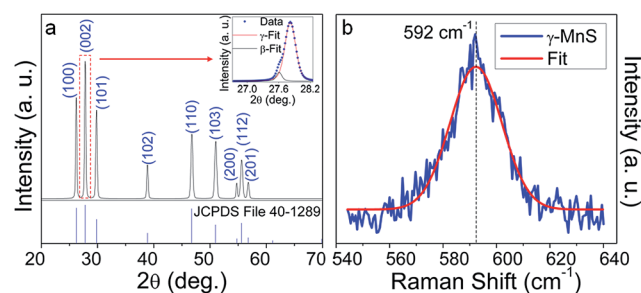 a
Intensity (a. u.)
(100)
(002)
(101)
(102)
(110)
(103)
(200)
(112)
(201)
JCPDS File 40-1289
20 30 40 50 60 70
2θ (deg.)
Intensity (a. u.)
Data
γ-Fit
β-Fit
27.0 27.6 28.2
2θ (deg.)
b
592 cm-1
γ-MnS
Fit
Intensity (a. u.)
540 560 580 600 620 640
Raman Shift (cm-1)